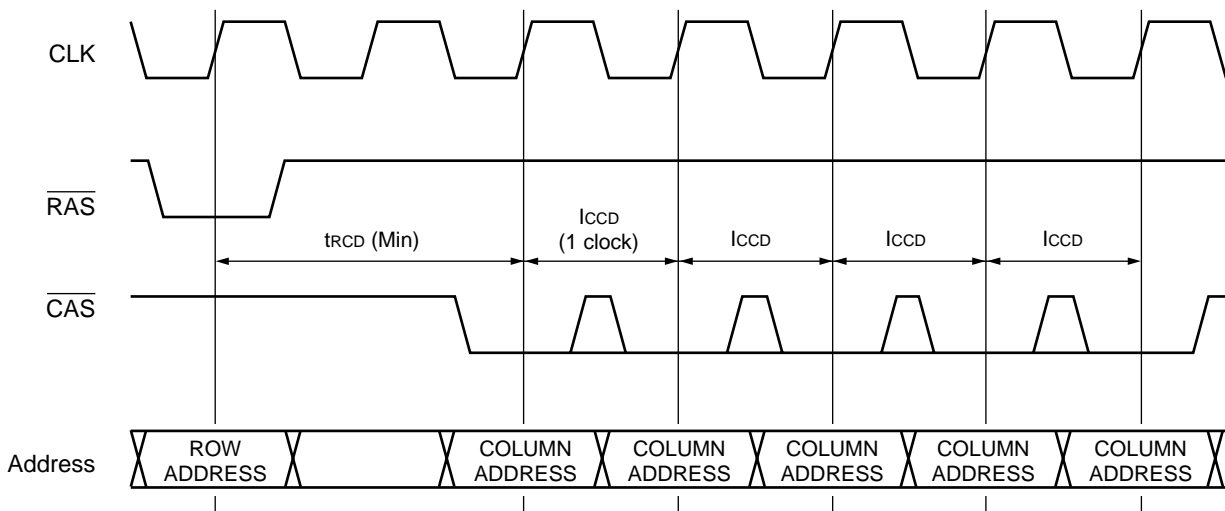 CLK
RAS
tRCD (Min)
ICCD
(1 clock)
ICCD
ICCD
ICCD
CAS
Address
ROW
ADDRESS
COLUMN
ADDRESS
COLUMN
ADDRESS
COLUMN
ADDRESS
COLUMN
ADDRESS
COLUMN
ADDRESS